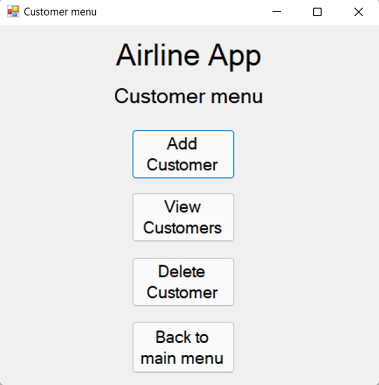 Customer menu
Airline App
Customer menu
Add
Customer
View
Customers
Delete
Customer
Back to
main menu